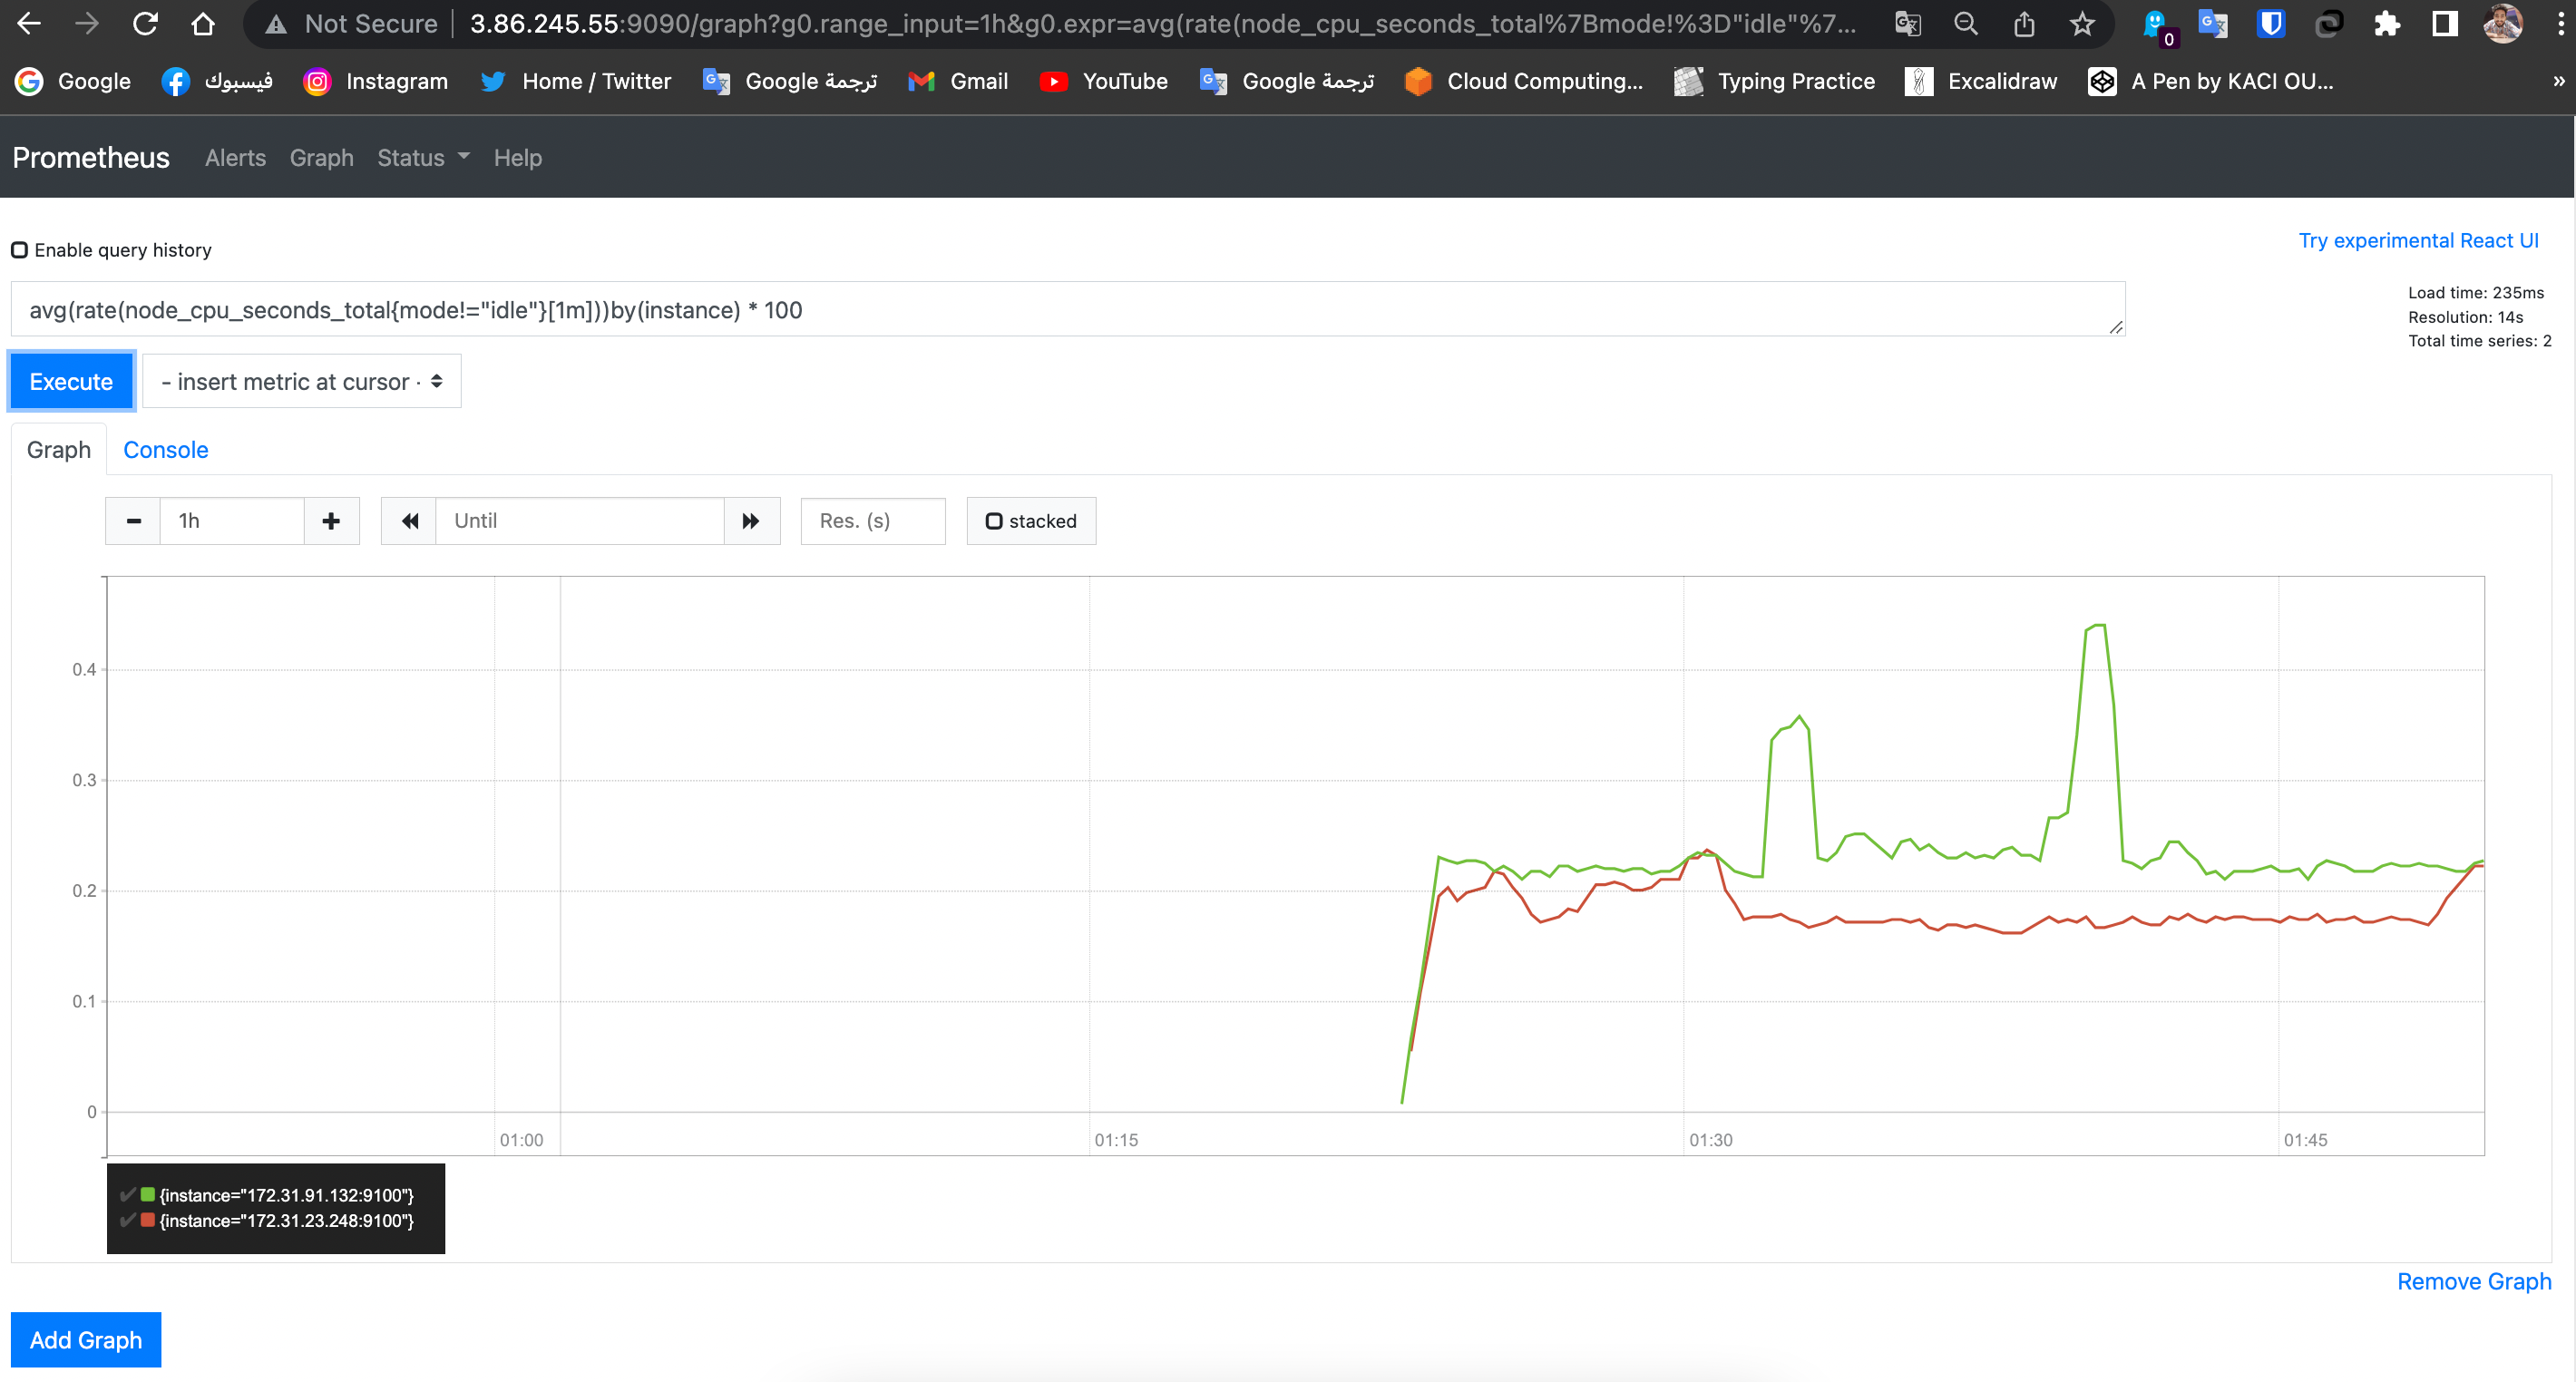 Not Secure 3.86.245.55:9090/graph?g0.range_input=1h&g0.expr=avg(rate(node_cpu_seconds_total%7Bmode!%3D"idle"%7...
0
Google فيسبوك Instagram Home / Twitter ترجمة Google Gmail YouTube ترجمة Google Cloud Computing... Typing Practice Excalidraw A Pen by KACI OU... »
Prometheus Alerts Graph Status Help
Enable query history
Try experimental React UI
avg(rate(node_cpu_seconds_total{mode!="idle"}[1m]))by(instance) * 100
Load time: 235ms
Resolution: 14s
Total time series: 2
Execute - insert metric at cursor -
Graph Console
1h Until Res. (s) stacked
0.4
0.3
0.2
0.1
0
01:00 01:15 01:30 01:45
{instance="172.31.91.132:9100"}
{instance="172.31.23.248:9100"}
Remove Graph
Add Graph